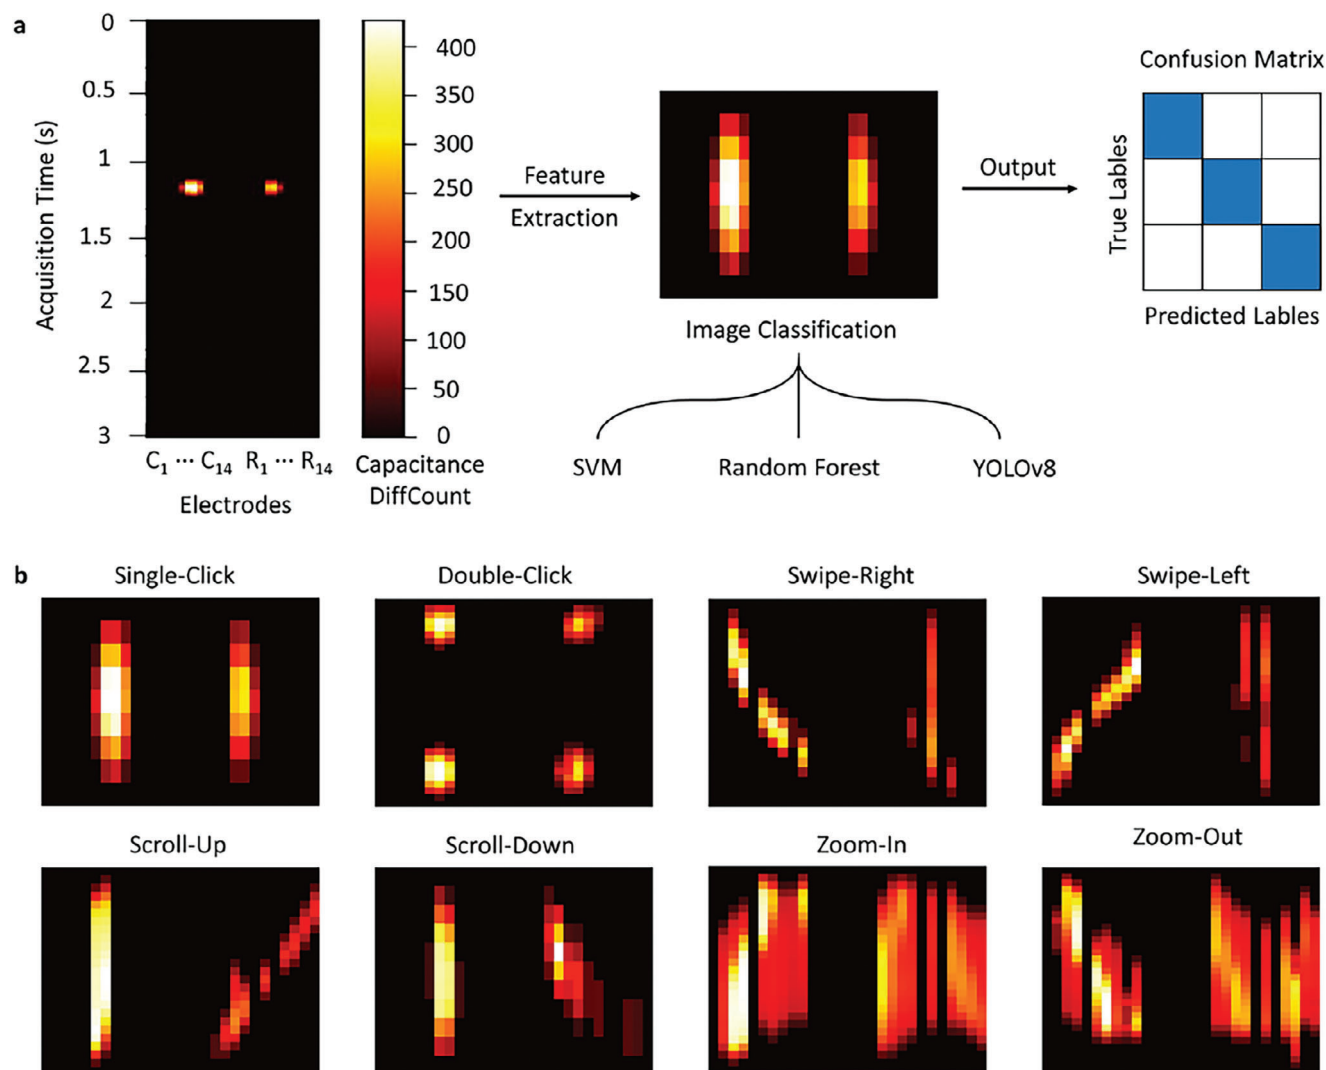 a
0
0.5
1
1.5
2
2.5
3
Acquisition Time (s)
C1 ... C14 R1 ... R14
Electrodes
400
350
300
250
200
150
100
50
0
Capacitance
DiffCount
Feature
Extraction
Image Classification
SVM
Random Forest
YOLOv8
Output
Confusion Matrix
True Lables
Predicted Lables
b
Single-Click
Double-Click
Swipe-Right
Swipe-Left
Scroll-Up
Scroll-Down
Zoom-In
Zoom-Out